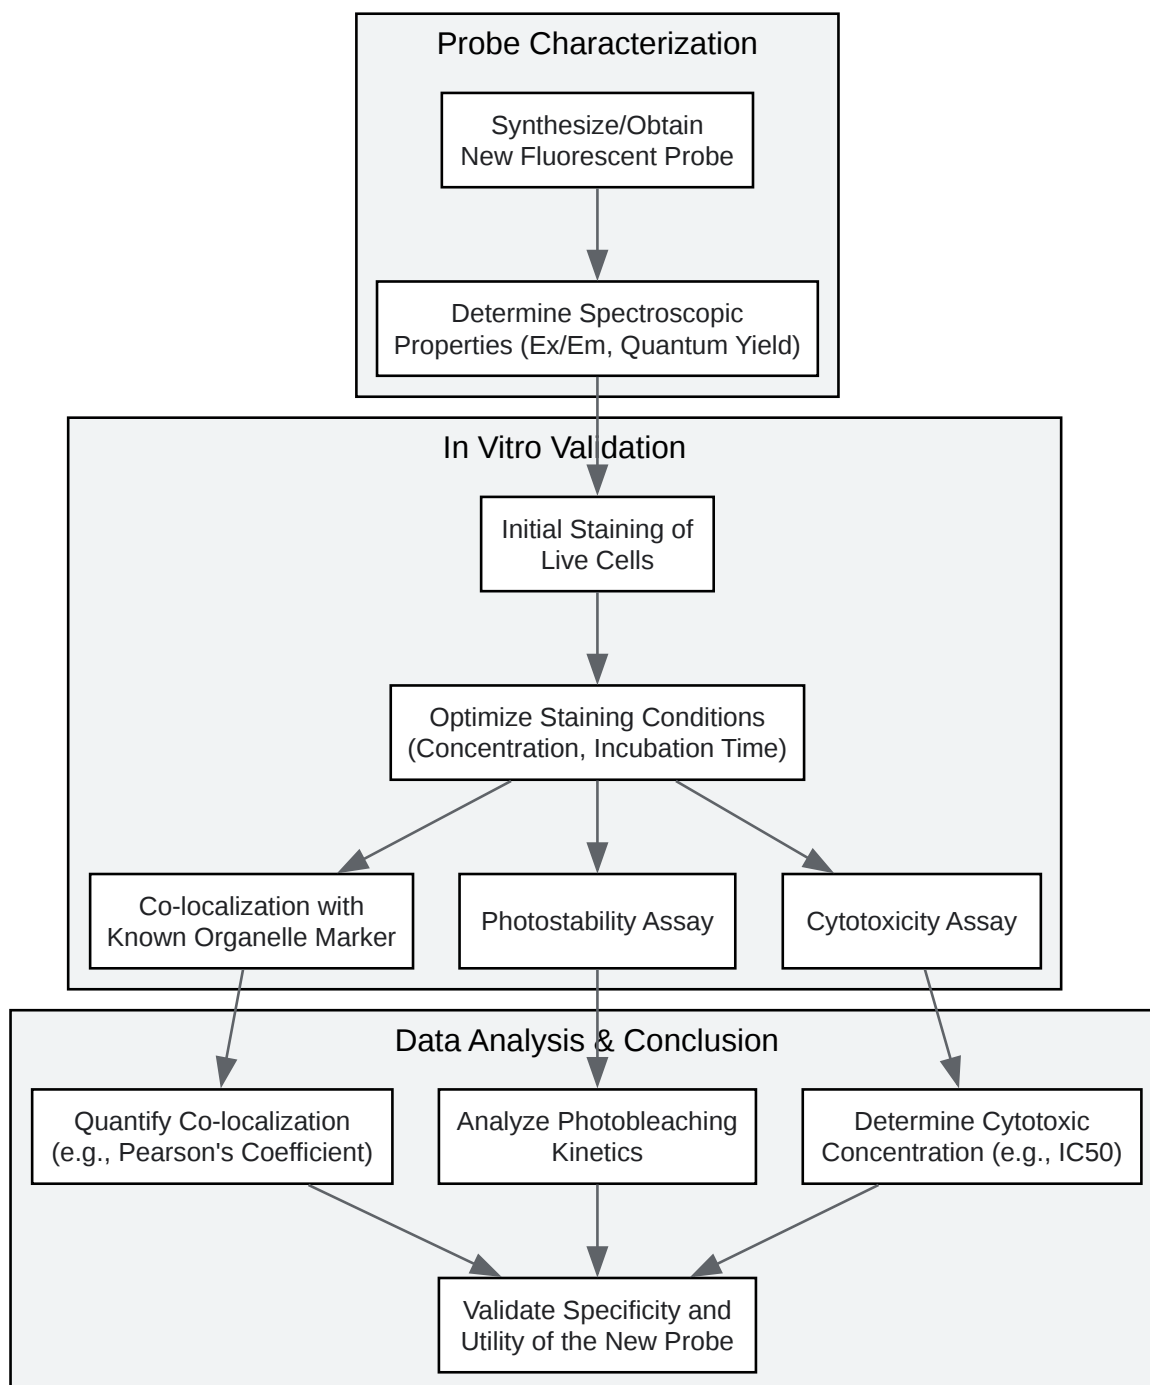 Probe Characterization
Synthesize/Obtain
New Fluorescent Probe
Determine Spectroscopic
Properties (Ex/Em, Quantum Yield)
In Vitro Validation
Initial Staining of
Live Cells
Optimize Staining Conditions
(Concentration, Incubation Time)
Co-localization with
Known Organelle Marker
Photostability Assay
Cytotoxicity Assay
Data Analysis & Conclusion
Quantify Co-localization
(e.g., Pearson's Coefficient)
Analyze Photobleaching
Kinetics
Determine Cytotoxic
Concentration (e.g., IC50)
Validate Specificity and
Utility of the New Probe